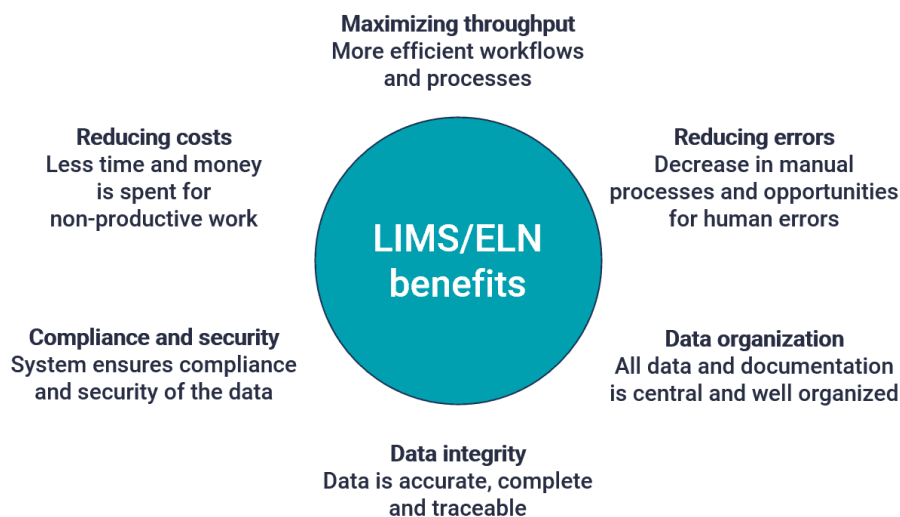 Maximizing throughput
More efficient workflows
and processes
Reducing costs
Less time and money
is spent for
non-productive work
Reducing errors
Decrease in manual
processes and opportunities
for human errors
LIMS/ELN
benefits
Compliance and security
System ensures compliance
and security of the data
Data organization
All data and documentation
is central and well organized
Data integrity
Data is accurate, complete
and traceable